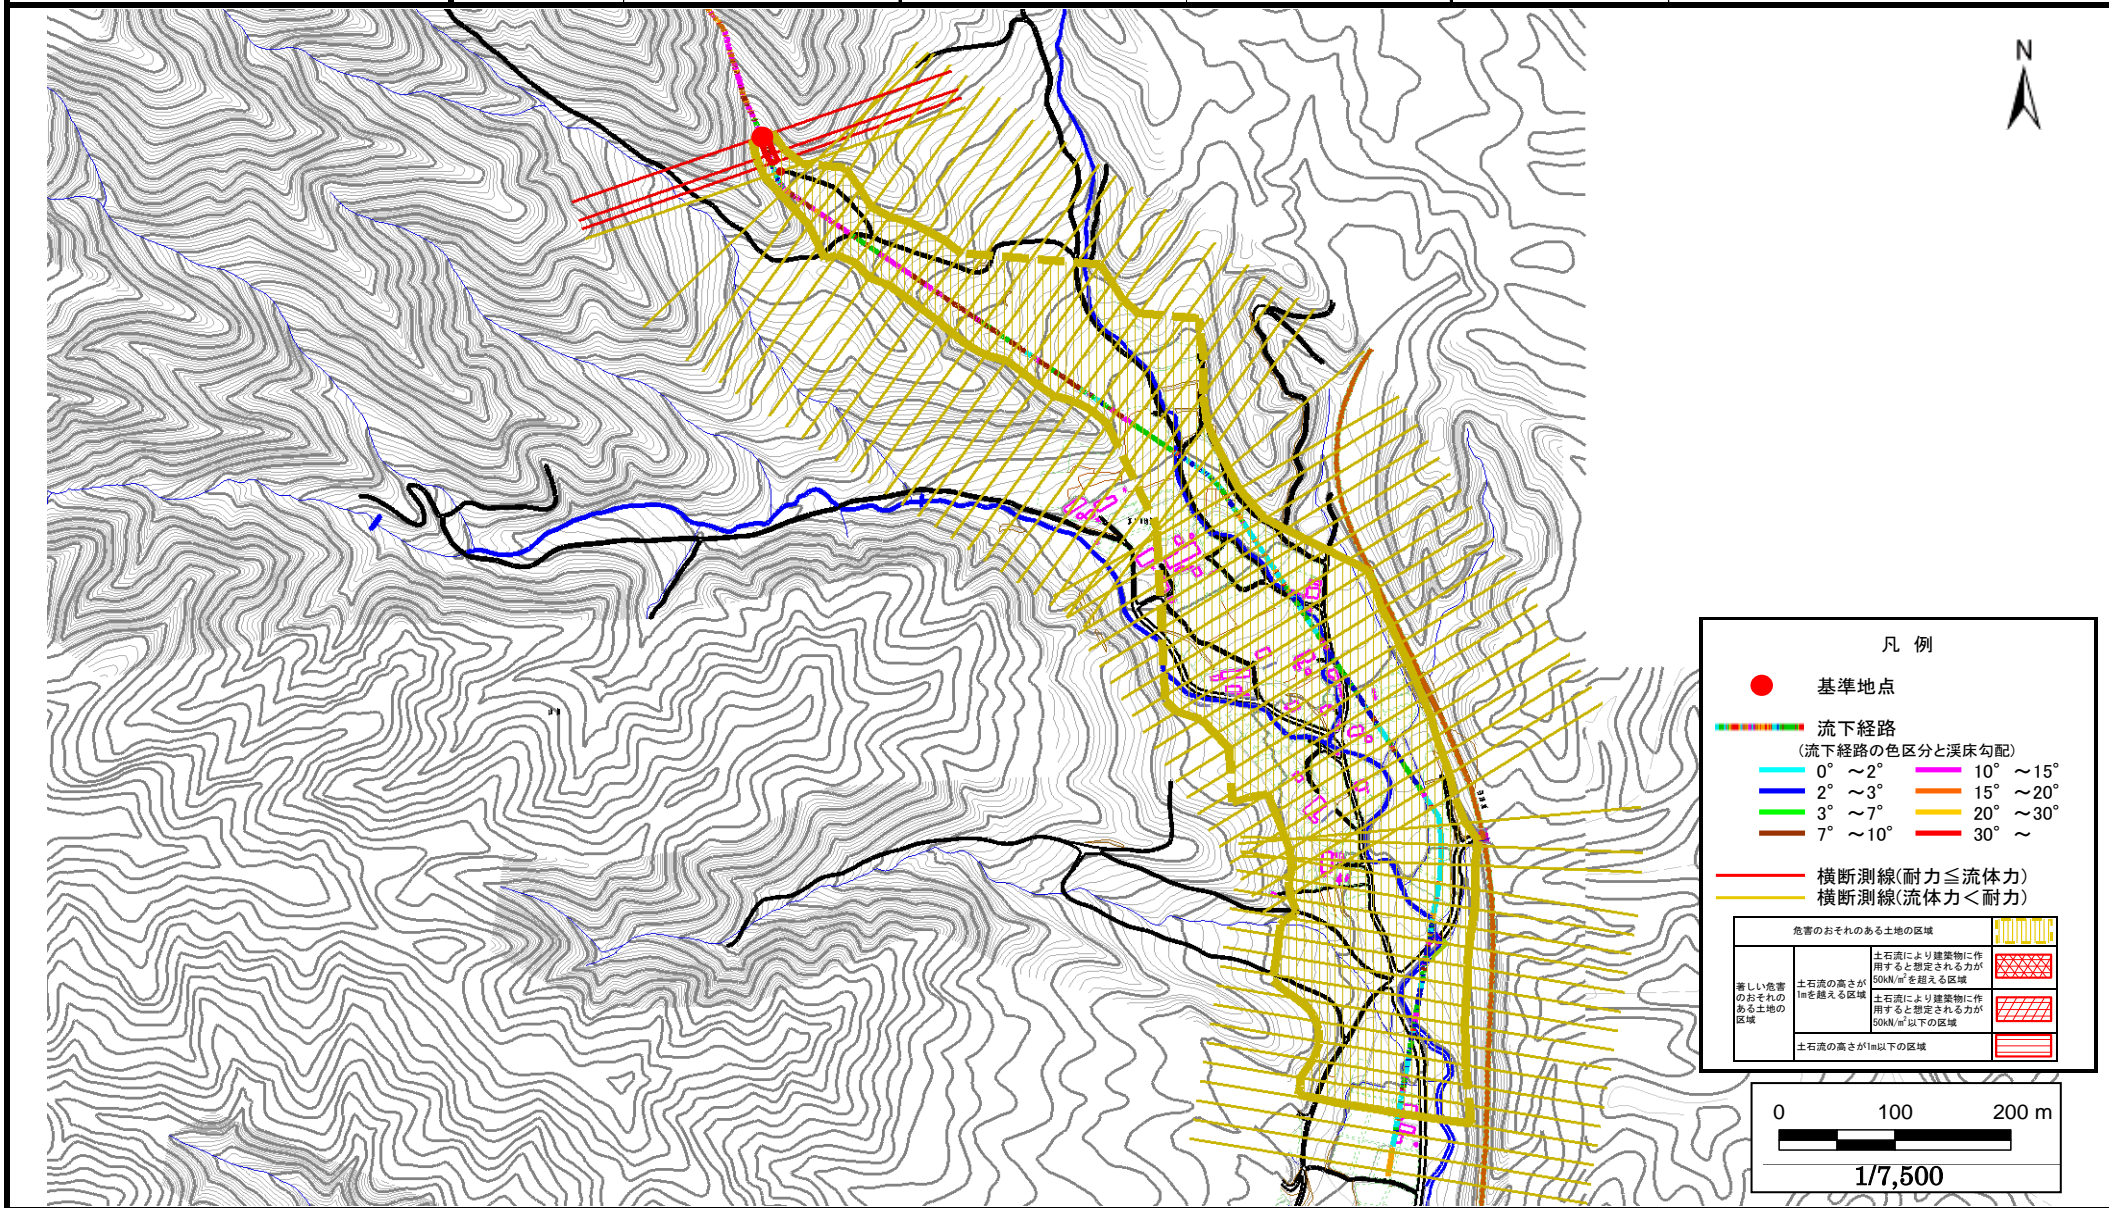 N
凡 例
基準地点
流下経路
(流下経路の色区分と渓床勾配)
0° ～2° 10° ～15°
2° ～3° 15° ～20°
3° ～7° 20° ～30°
7° ～10° 30° ～
横断測線(耐力≦流体力)
横断測線(流体力＜耐力)
危害のおそれのある土地の区域
著しい危害
のおそれの
ある土地の
区域
土石流の高さが
1mを越える区域
土石流により建築物に作
用すると想定される力が
50kN/m²を超える区域
土石流により建築物に作
用すると想定される力が
50kN/m²以下の区域
土石流の高さが1m以下の区域
0 100 200 m
1/7,500